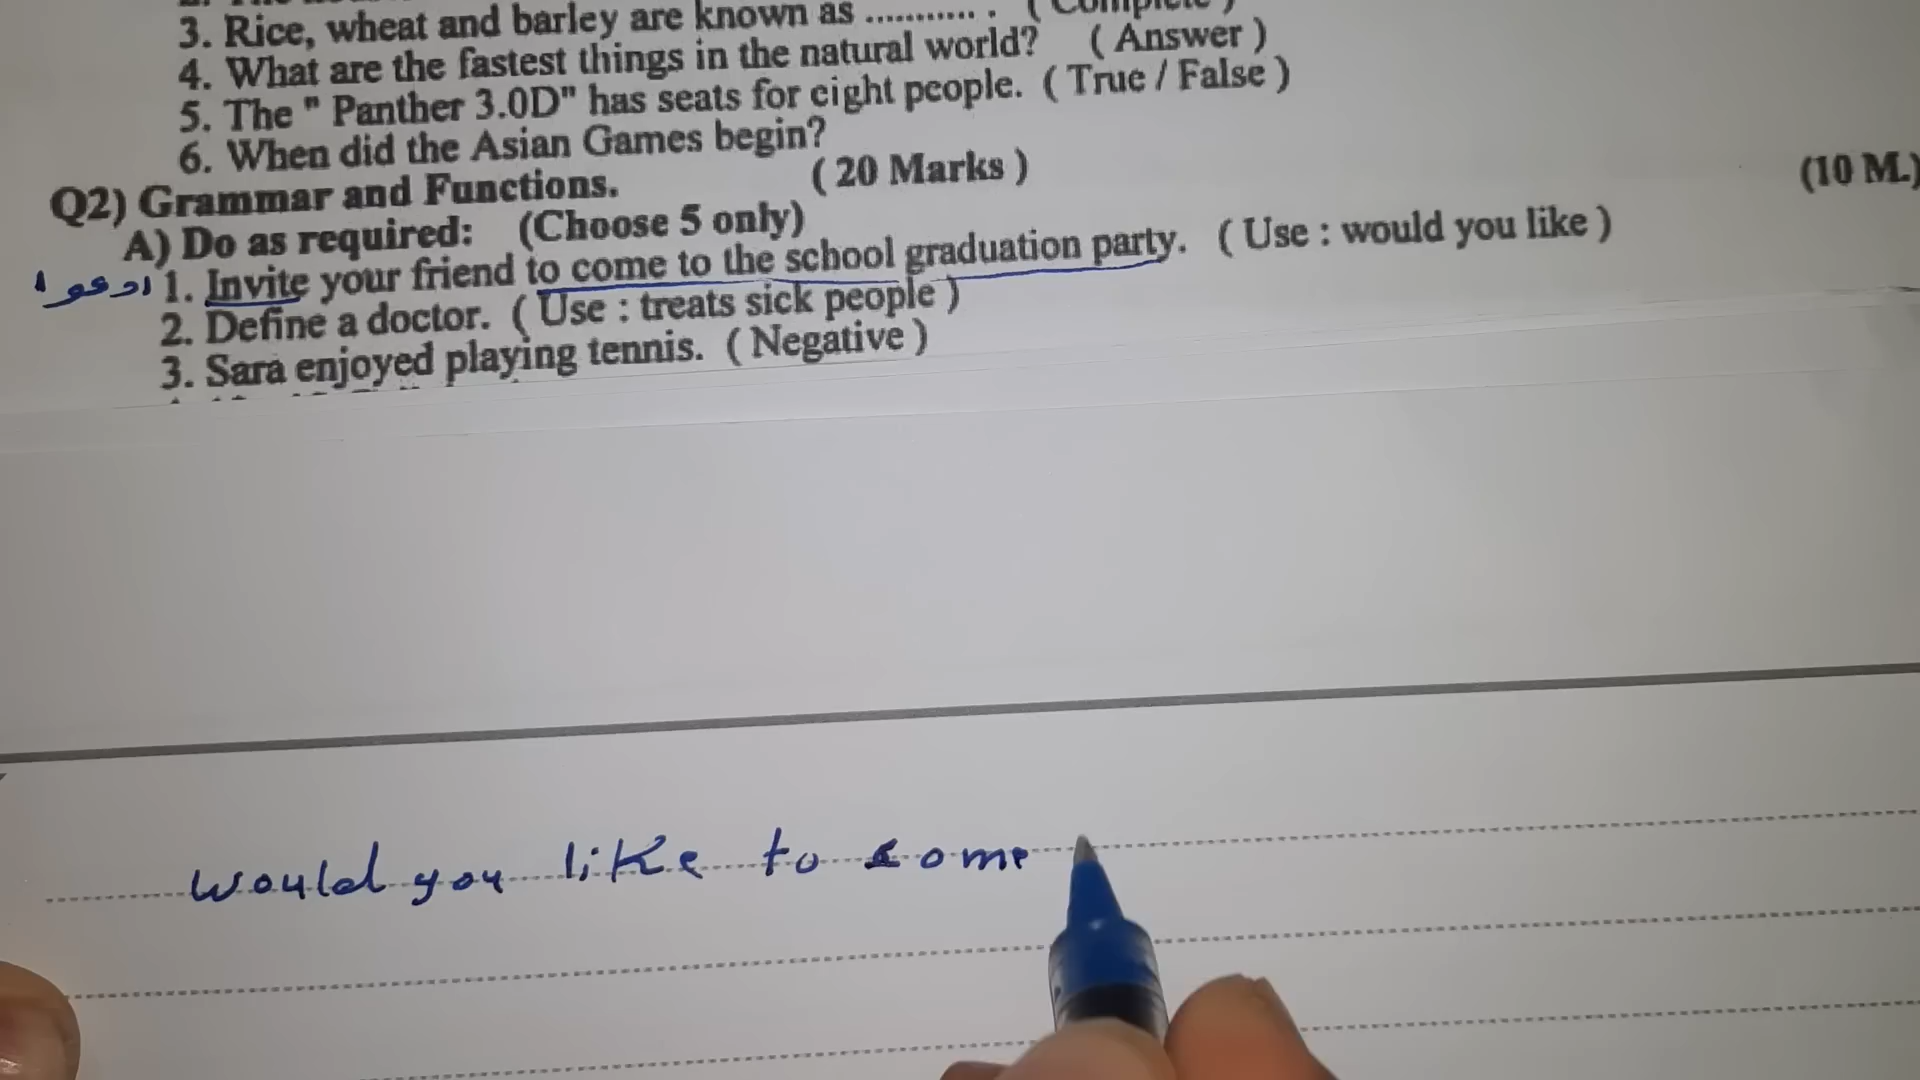 3. Rice, wheat and barley are known as ........... . ( Complete )
4. What are the fastest things in the natural world? ( Answer )
5. The " Panther 3.0D" has seats for eight people. ( True / False )
6. When did the Asian Games begin?
Q2) Grammar and Functions. ( 20 Marks )
A) Do as required: (Choose 5 only) (10 M.)
ادعوا 1. Invite your friend to come to the school graduation party. ( Use : would you like )
2. Define a doctor. ( Use : treats sick people )
3. Sara enjoyed playing tennis. ( Negative )
would you like to come